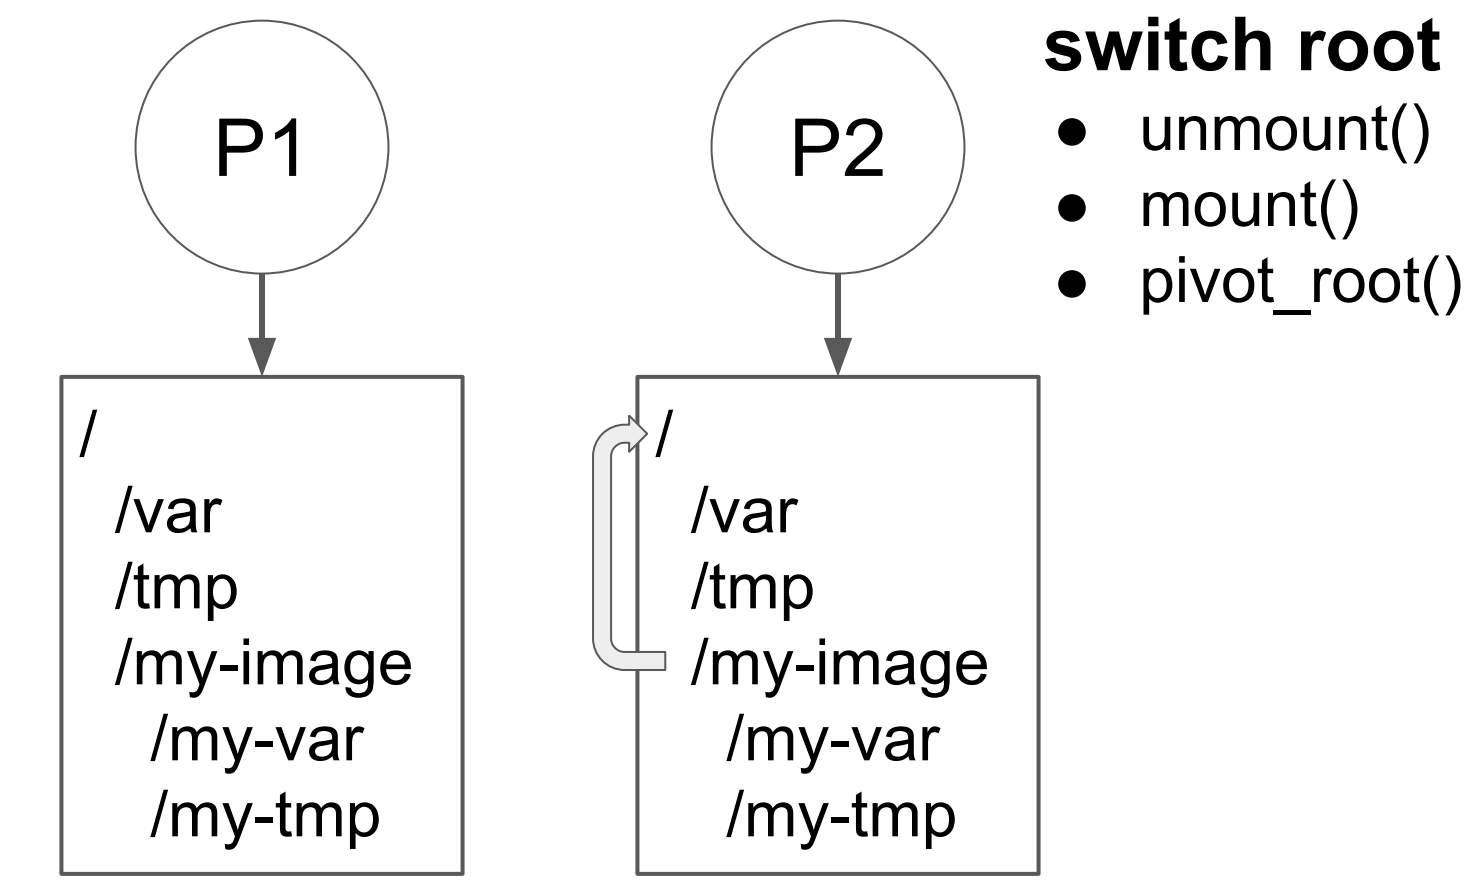 P1
/
/var
/tmp
/my-image
/my-var
/my-tmp
P2
/
/var
/tmp
/my-image
/my-var
/my-tmp
switch root
● unmount()
● mount()
● pivot_root()